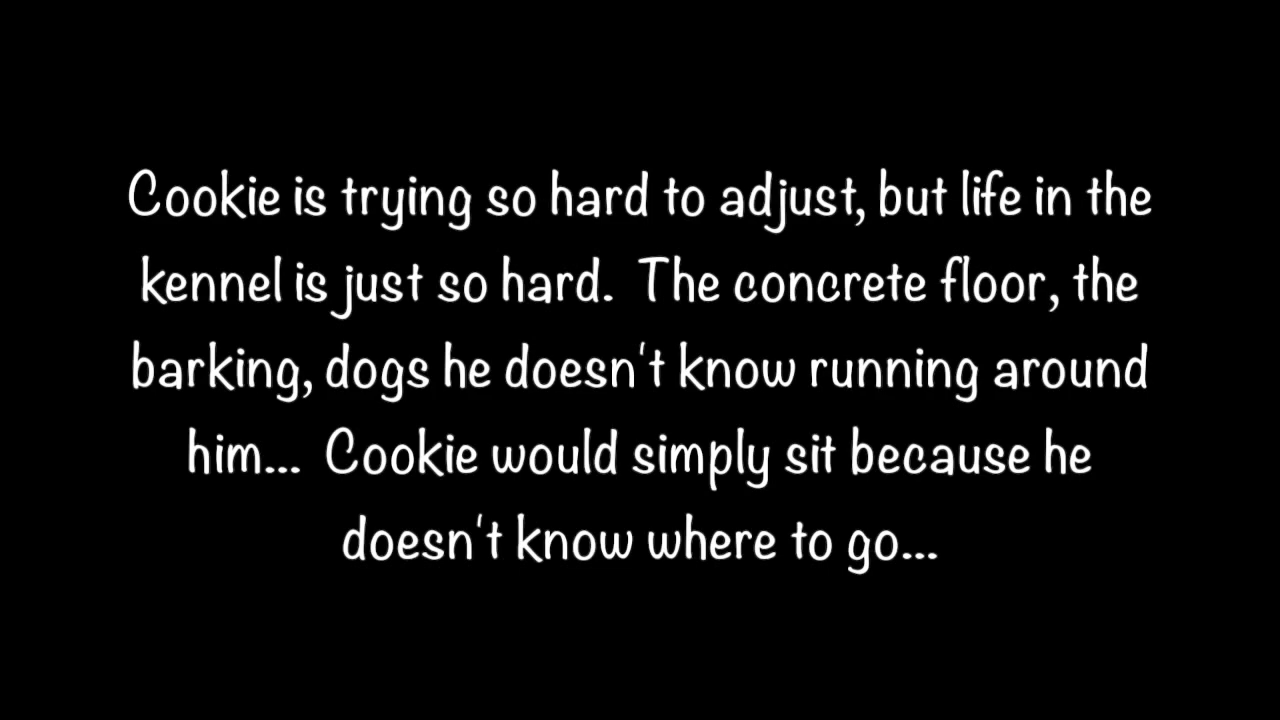 Cookie is trying so hard to adjust, but life in the
kennel is just so hard.  The concrete floor, the
barking, dogs he doesn't know running around
him...  Cookie would simply sit because he
doesn't know where to go...